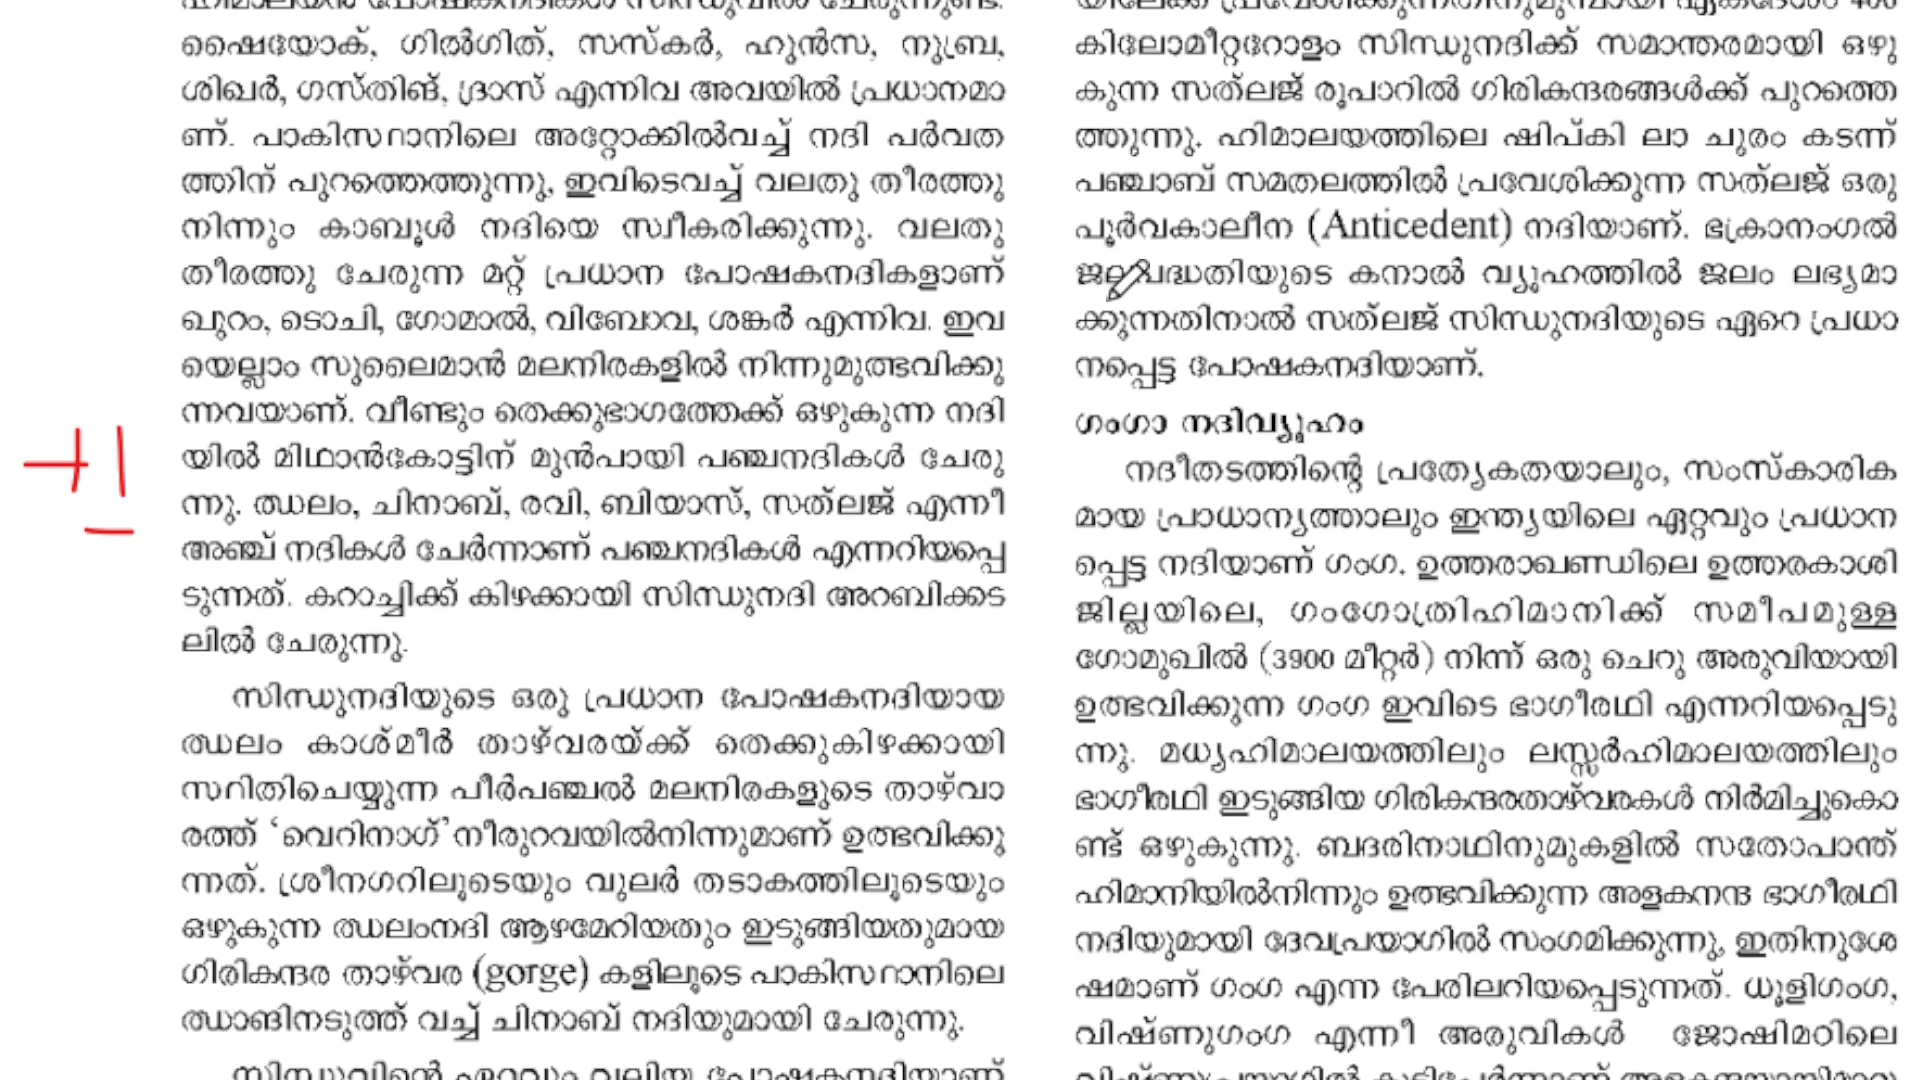 ഷൈയോക്, ഗിൽഗിത്, സസ്കർ, ഹുൻസ, നുബ്ര,
ശിഖർ, ഗസ്തിങ്, ദ്രാസ് എന്നിവ അവയിൽ പ്രധാനമാ
ണ്. പാകിസ്ഥാനിലെ അറ്റോക്കിൽവച്ച് നദി പർവത
ത്തിന് പുറത്തെത്തുന്നു, ഇവിടെവച്ച് വലതു തീരത്തു
നിന്നും കാബൂൾ നദിയെ സ്വീകരിക്കുന്നു. വലതു
തീരത്തു ചേരുന്ന മറ്റ് പ്രധാന പോഷകനദികളാണ്
ഖുറം, ടൊചി, ഗോമാൽ, വിബോവ, ശങ്കർ എന്നിവ. ഇവ
യെല്ലാം സുലൈമാൻ മലനിരകളിൽ നിന്നുമുത്ഭവിക്കു
ന്നവയാണ്. വീണ്ടും തെക്കുഭാഗത്തേക്ക് ഒഴുകുന്ന നദി
യിൽ മിഥാൻകോട്ടിന് മുൻപായി പഞ്ചനദികൾ ചേരു
ന്നു. ഝലം, ചിനാബ്, രവി, ബിയാസ്, സത്‌ലജ് എന്നീ
അഞ്ച് നദികൾ ചേർന്നാണ് പഞ്ചനദികൾ എന്നറിയപ്പെ
ടുന്നത്. കറാച്ചിക്ക് കിഴക്കായി സിന്ധുനദി അറബിക്കട
ലിൽ ചേരുന്നു.
സിന്ധുനദിയുടെ ഒരു പ്രധാന പോഷകനദിയായ
ഝലം കാശ്മീർ താഴ്‌വരയ്ക്ക് തെക്കുകിഴക്കായി
സ്ഥിതിചെയ്യുന്ന പീർപഞ്ചൽ മലനിരകളുടെ താഴ്‌വാ
രത്ത് ‘വെറിനാഗ്’ നീരുറവയിൽനിന്നുമാണ് ഉത്ഭവിക്കു
ന്നത്. ശ്രീനഗറിലൂടെയും വുലർ തടാകത്തിലൂടെയും
ഒഴുകുന്ന ഝലംനദി ആഴമേറിയതും ഇടുങ്ങിയതുമായ
ഗിരികന്ദര താഴ്‌വര (gorge) കളിലൂടെ പാകിസ്ഥാനിലെ
ഝാങിനടുത്ത് വച്ച് ചിനാബ് നദിയുമായി ചേരുന്നു.
സിന്ധുവിന്റെ ഏറ്റവും വലിയ പോഷകനദിയാണ്
കിലോമീറ്ററോളം സിന്ധുനദിക്ക് സമാന്തരമായി ഒഴു
കുന്ന സത്‌ലജ് രൂപാറിൽ ഗിരികന്ദരങ്ങൾക്ക് പുറത്തെ
ത്തുന്നു. ഹിമാലയത്തിലെ ഷിപ്കി ലാ ചുരം കടന്ന്
പഞ്ചാബ് സമതലത്തിൽ പ്രവേശിക്കുന്ന സത്‌ലജ് ഒരു
പൂർവകാലീന (Anticedent) നദിയാണ്. ഭക്രാനംഗൽ
ജലപദ്ധതിയുടെ കനാൽ വ്യൂഹത്തിൽ ജലം ലഭ്യമാ
ക്കുന്നതിനാൽ സത്‌ലജ് സിന്ധുനദിയുടെ ഏറെ പ്രധാ
നപ്പെട്ട പോഷകനദിയാണ്.
ഗംഗാ നദിവ്യൂഹം
നദീതടത്തിന്റെ പ്രത്യേകതയാലും, സംസ്കാരിക
മായ പ്രാധാന്യത്താലും ഇന്ത്യയിലെ ഏറ്റവും പ്രധാന
പ്പെട്ട നദിയാണ് ഗംഗ. ഉത്തരാഖണ്ഡിലെ ഉത്തരകാശി
ജില്ലയിലെ, ഗംഗോത്രിഹിമാനിക്ക് സമീപമുള്ള
ഗോമുഖിൽ (3900 മീറ്റർ) നിന്ന് ഒരു ചെറു അരുവിയായി
ഉത്ഭവിക്കുന്ന ഗംഗ ഇവിടെ ഭാഗീരഥി എന്നറിയപ്പെടു
ന്നു. മധ്യഹിമാലയത്തിലും ലസ്സർഹിമാലയത്തിലും
ഭാഗീരഥി ഇടുങ്ങിയ ഗിരികന്ദരതാഴ്‌വരകൾ നിർമിച്ചുകൊ
ണ്ട് ഒഴുകുന്നു. ബദരിനാഥിനുമുകളിൽ സതോപാന്ത്
ഹിമാനിയിൽനിന്നും ഉത്ഭവിക്കുന്ന അളകനന്ദ ഭാഗീരഥി
നദിയുമായി ദേവപ്രയാഗിൽ സംഗമിക്കുന്നു, ഇതിനുശേ
ഷമാണ് ഗംഗ എന്ന പേരിലറിയപ്പെടുന്നത്. ധൂളിഗംഗ,
വിഷ്ണുഗംഗ എന്നീ അരുവികൾ ജോഷിമഠിലെ